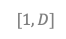 [1, D]